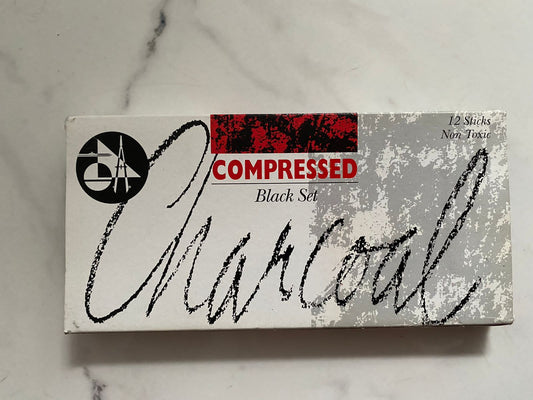 12 Sticks
Non Toxic
COMPRESSED
Black Set
Charcoal